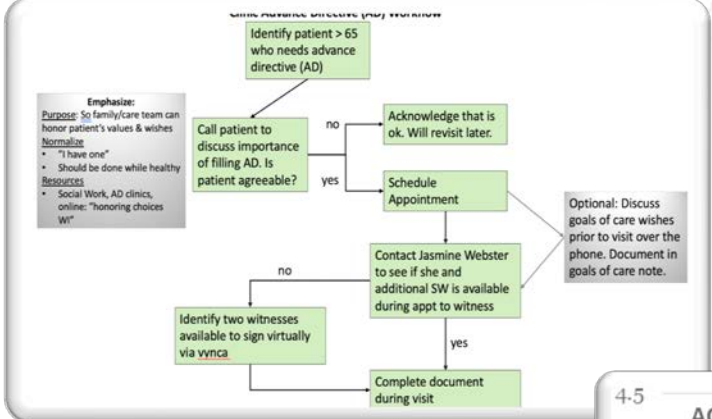 Clinic Advance Directive (AD) Workflow
Identify patient > 65
who needs advance
directive (AD)
Emphasize:
Purpose: So family/care team can
honor patient's values & wishes
Normalize
• "I have one"
• Should be done while healthy
Resources
• Social Work, AD clinics,
online: "honoring choices
WI"
Call patient to
discuss importance
of filling AD. Is
patient agreeable?
no
yes
Acknowledge that is
ok. Will revisit later.
Schedule
Appointment
Optional: Discuss
goals of care wishes
prior to visit over the
phone. Document in
goals of care note.
Contact Jasmine Webster
to see if she and
additional SW is available
during appt to witness
no
yes
Identify two witnesses
available to sign virtually
via vynca
Complete document
during visit
4.5